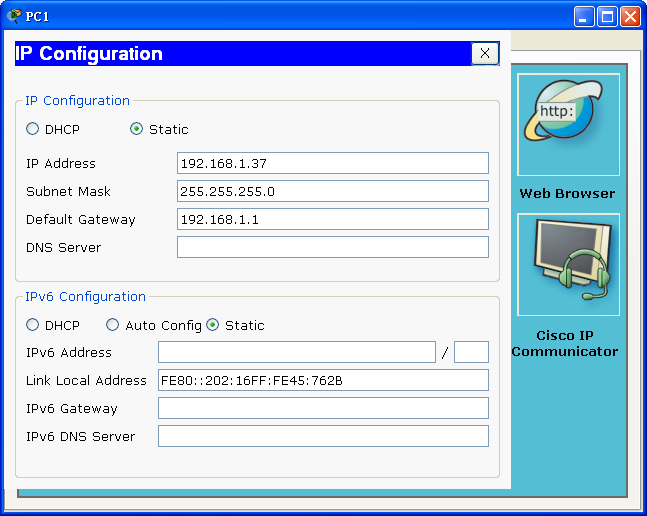 PC1
IP Configuration
X
IP Configuration
DHCP Static
IP Address 192.168.1.37
Subnet Mask 255.255.255.0
Default Gateway 192.168.1.1
DNS Server
IPv6 Configuration
DHCP Auto Config Static
IPv6 Address /
Link Local Address FE80::202:16FF:FE45:762B
IPv6 Gateway
IPv6 DNS Server
http:
Web Browser
Cisco IP
Communicator